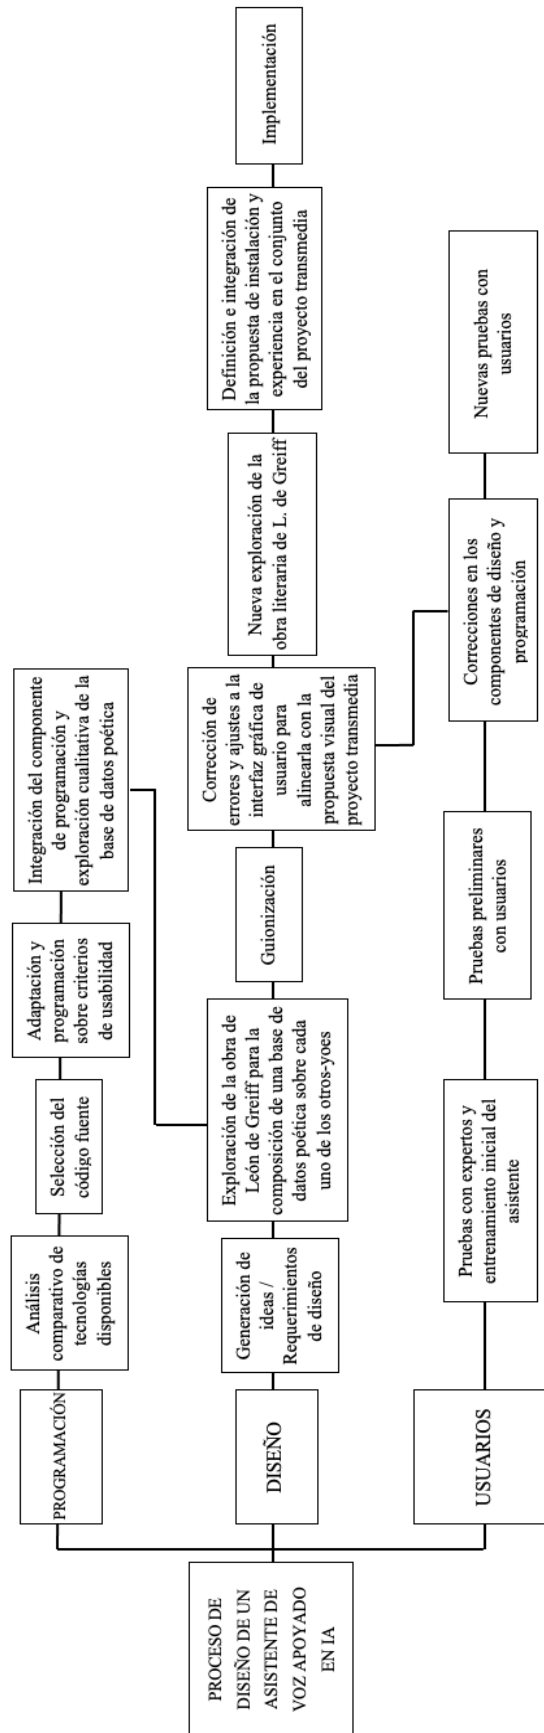 PROCESO DE
DISEÑO DE UN
ASISTENTE DE
VOZ APOYADO
EN IA
PROGRAMACIÓN
Análisis
comparativo de
tecnologías
disponibles
Selección del
código fuente
Adaptación y
programación
sobre criterios
de usabilidad
Integración del componente
de programación y
exploración cualitativa de la
base de datos poética
DISEÑO
Generación de
ideas /
Requerimientos
de diseño
Exploración de la obra de
León de Greiff para la
composición de una base de
datos poética sobre cada
uno de los otros-yoes
Guionización
Corrección de
errores y ajustes a la
interfaz gráfica de
usuario para
alinearla con la
propuesta visual del
proyecto transmedia
Nueva exploración de la
obra literaria de L. de Greiff
Definición e integración de
la propuesta de instalación y
experiencia en el conjunto
del proyecto transmedia
Implementación
USUARIOS
Pruebas con expertos y
entrenamiento inicial del
asistente
Pruebas preliminares
con usuarios
Correcciones en los
componentes de diseño y
programación
Nuevas pruebas con
usuarios